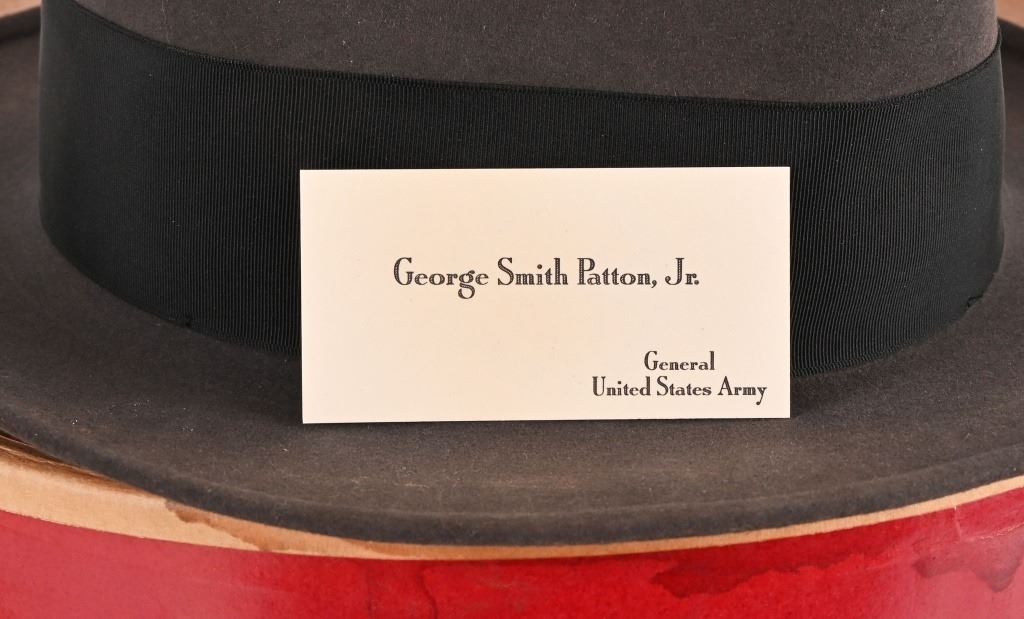 George Smith Patton, Jr.
General
United States Army